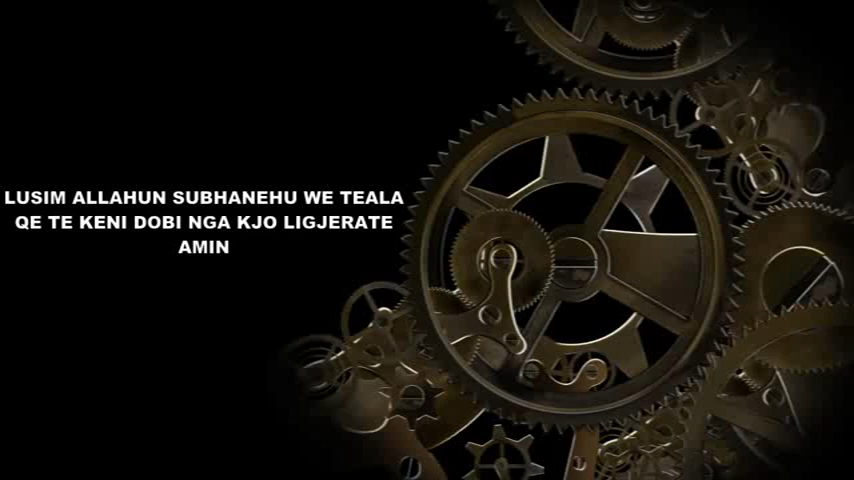 LUSIM ALLAHUN SUBHANEHU WE TEALA
QE TE KENI DOBI NGA KJO LIGJERATE
AMIN